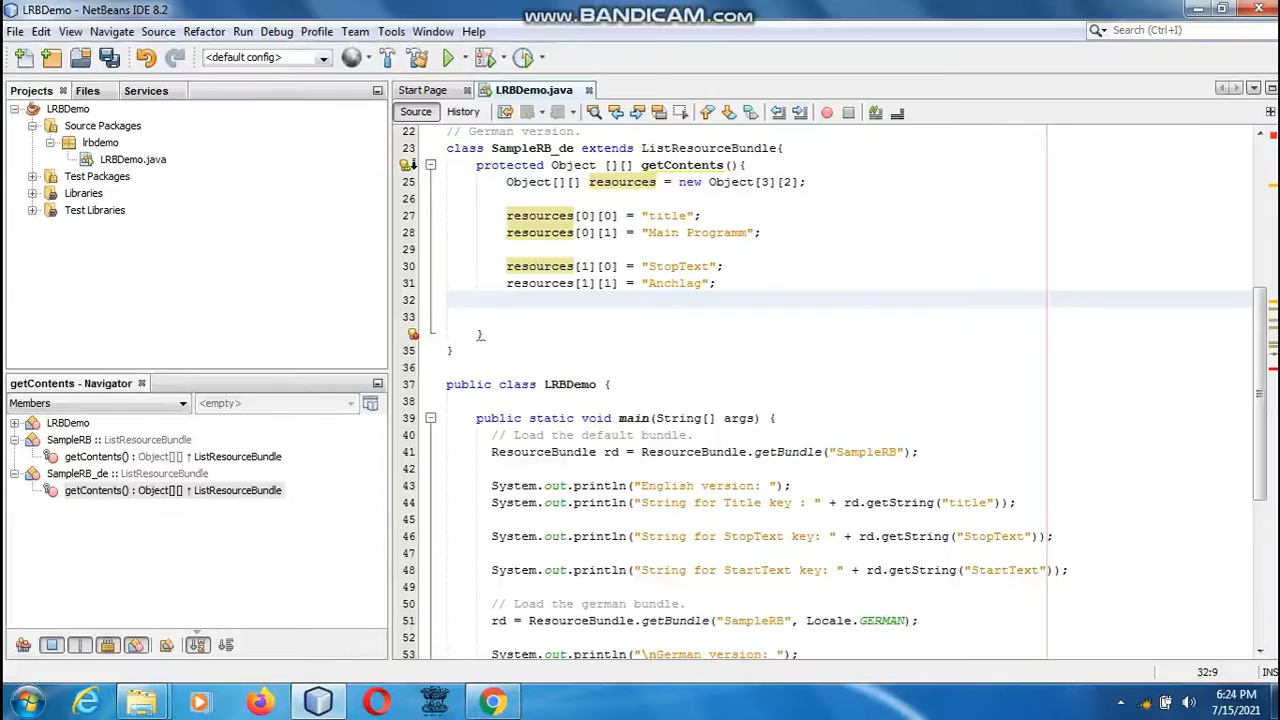 LRBDemo - NetBeans IDE 8.2
www.BANDICAM.com
File Edit View Navigate Source Refactor Run Debug Profile Team Tools Window Help
Search (Ctrl+I)
<default config>
Projects Files Services
Start Page LRBDemo.java
Source History
LRBDemo
Source Packages
lrbdemo
LRBDemo.java
Test Packages
Libraries
Test Libraries
getContents - Navigator
Members <empty>
LRBDemo
SampleRB :: ListResourceBundle
getContents() : Object[][] ↑ ListResourceBundle
SampleRB_de :: ListResourceBundle
getContents() : Object[][] ↑ ListResourceBundle
22 // German version.
23 class SampleRB_de extends ListResourceBundle{
protected Object [][] getContents(){
25 Object[][] resources = new Object[3][2];
26
27 resources[0][0] = "title";
28 resources[0][1] = "Main Programm";
29
30 resources[1][0] = "StopText";
31 resources[1][1] = "Anchlag";
32
33
}
35 }
36
37 public class LRBDemo {
38
39 public static void main(String[] args) {
40 // Load the default bundle.
41 ResourceBundle rd = ResourceBundle.getBundle("SampleRB");
42
43 System.out.println("English version: ");
44 System.out.println("String for Title key : " + rd.getString("title"));
45
46 System.out.println("String for StopText key: " + rd.getString("StopText"));
47
48 System.out.println("String for StartText key: " + rd.getString("StartText"));
49
50 // Load the german bundle.
51 rd = ResourceBundle.getBundle("SampleRB", Locale.GERMAN);
52
53 System.out.println("\nGerman version: ");
32:9 INS
6:24 PM
7/15/2021